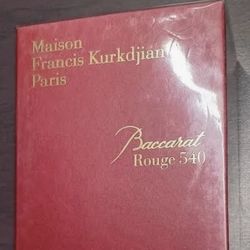 Maison
Francis Kurkdjian
Paris
Baccarat
Rouge 540